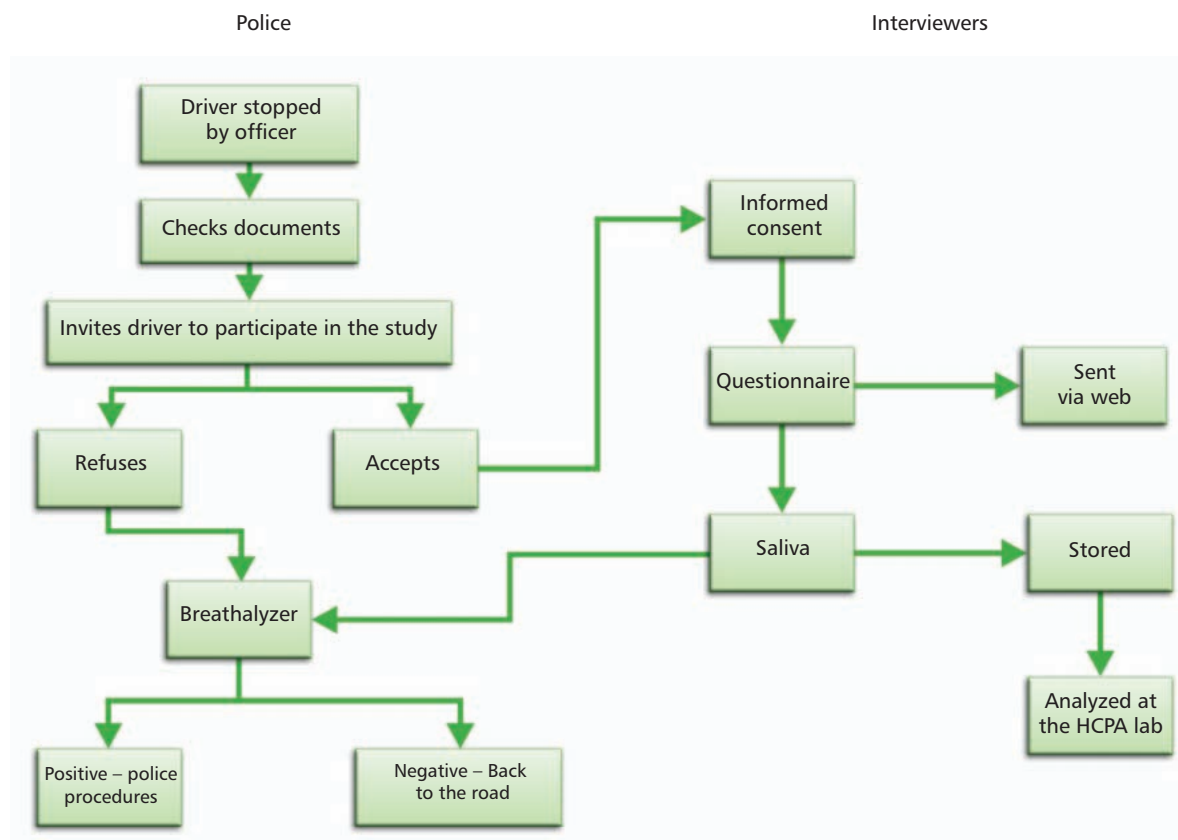 Police
Interviewers
Driver stopped
by officer
Checks documents
Invites driver to participate in the study
Refuses
Accepts
Breathalyzer
Positive – police
procedures
Negative – Back
to the road
Informed
consent
Questionnaire
Sent
via web
Saliva
Stored
Analyzed at
the HCPA lab